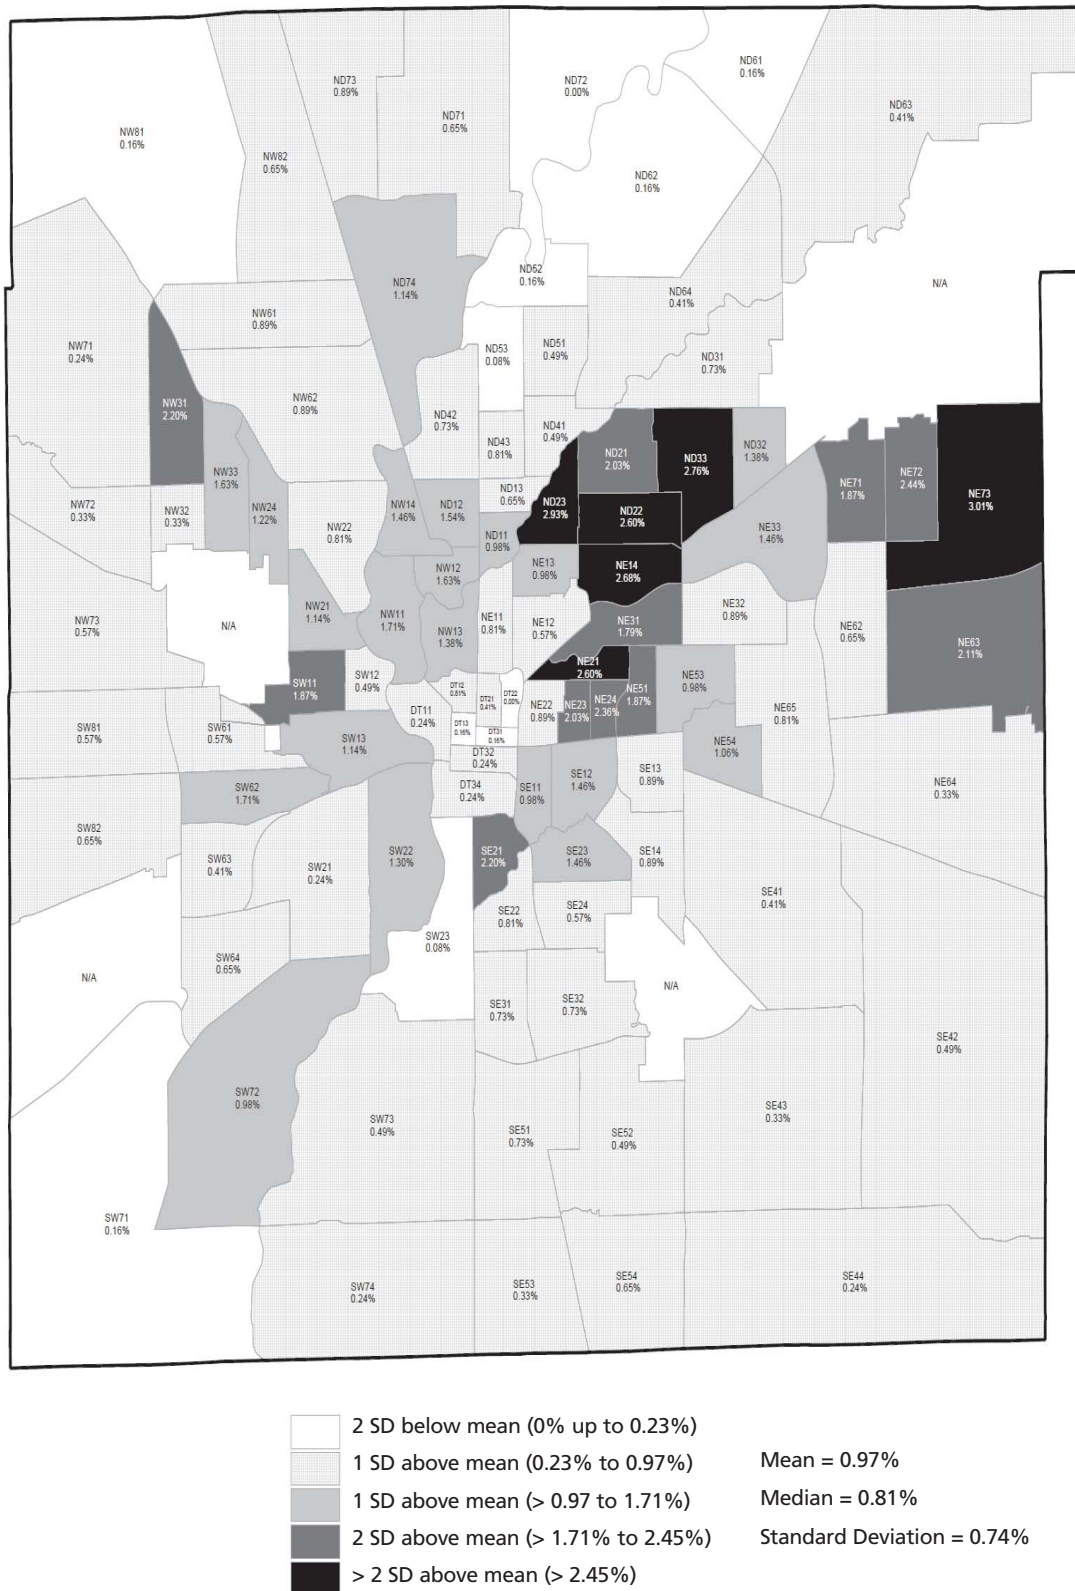 ND61
0.16%
ND72
0.00%
ND73
0.89%
ND63
0.41%
ND71
0.65%
NW81
0.16%
NW82
0.65%
ND62
0.16%
ND52
0.16%
ND74
1.14%
N/A
ND64
0.41%
NW61
0.89%
NW71
0.24%
ND53
0.08%
ND51
0.49%
ND31
0.73%
NW31
2.20%
NW62
0.89%
ND42
0.73%
ND41
0.49%
ND43
0.81%
ND21
2.03%
ND33
2.76%
ND32
1.38%
NE71
1.87%
NE72
2.44%
NE73
3.01%
NW33
1.63%
ND13
0.65%
ND23
2.93%
ND22
2.60%
NW72
0.33%
NW32
0.33%
NW24
1.22%
NW22
0.81%
NW14
1.46%
ND12
1.54%
ND11
0.98%
NE33
1.46%
NE13
0.98%
NE14
2.68%
NW12
1.63%
NW73
0.57%
N/A
NW21
1.14%
NW11
1.71%
NW13
1.38%
NE11
0.81%
NE12
0.57%
NE31
1.79%
NE32
0.89%
NE62
0.65%
NE63
2.11%
SW11
1.87%
SW12
0.49%
NE21
2.60%
NE53
0.98%
DT12
0.81%
DT21
0.41%
DT22
0.00%
NE22
0.89%
NE23
2.03%
NE24
2.36%
NE51
1.87%
NE65
0.81%
DT11
0.24%
DT13
0.16%
DT31
0.16%
SW81
0.57%
SW61
0.57%
SW13
1.14%
DT32
0.24%
NE54
1.06%
SE13
0.89%
SE12
1.46%
NE64
0.33%
SW62
1.71%
DT34
0.24%
SE11
0.98%
SW82
0.65%
SW63
0.41%
SW21
0.24%
SW22
1.30%
SE21
2.20%
SE23
1.46%
SE14
0.89%
SE41
0.41%
SE22
0.81%
SE24
0.57%
SW23
0.08%
SW64
0.65%
N/A
N/A
SE31
0.73%
SE32
0.73%
SE42
0.49%
SW72
0.98%
SW73
0.49%
SE51
0.73%
SE52
0.49%
SE43
0.33%
SW71
0.16%
SW74
0.24%
SE53
0.33%
SE54
0.65%
SE44
0.24%
2 SD below mean (0% up to 0.23%)
1 SD above mean (0.23% to 0.97%)
Mean = 0.97%
1 SD above mean (> 0.97 to 1.71%)
Median = 0.81%
2 SD above mean (> 1.71% to 2.45%)
Standard Deviation = 0.74%
> 2 SD above mean (> 2.45%)